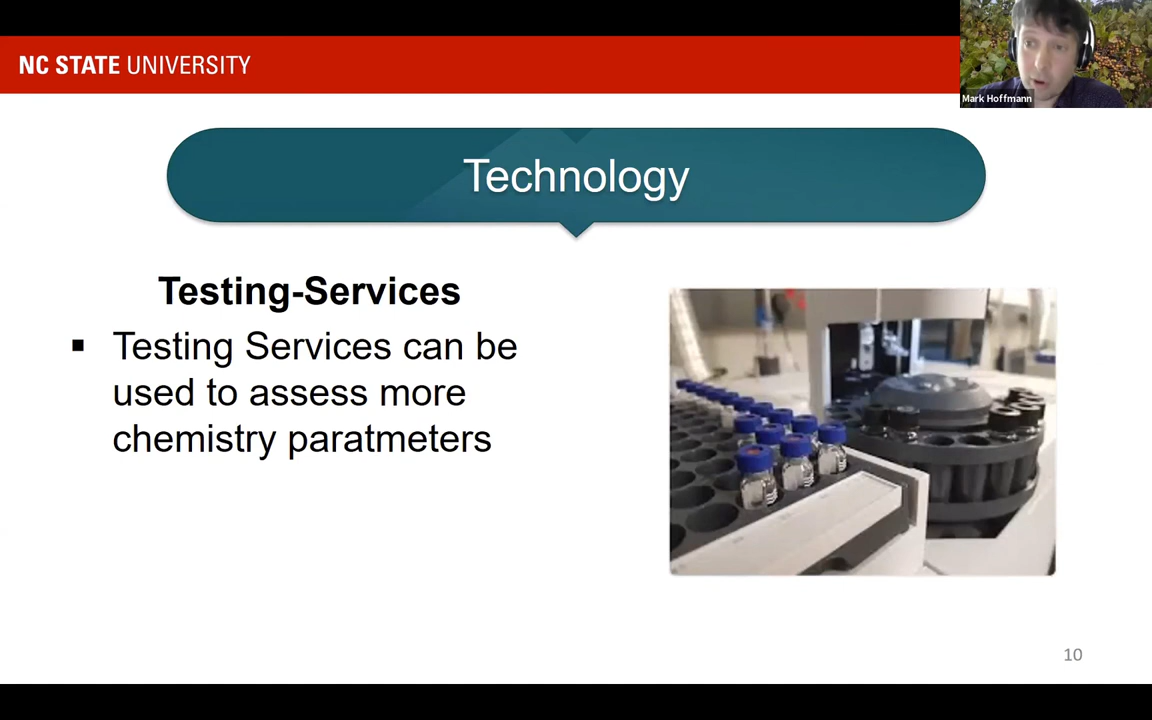 NC STATE UNIVERSITY
Mark Hoffmann
Technology
Testing-Services
▪ Testing Services can be
used to assess more
chemistry paratmeters
10